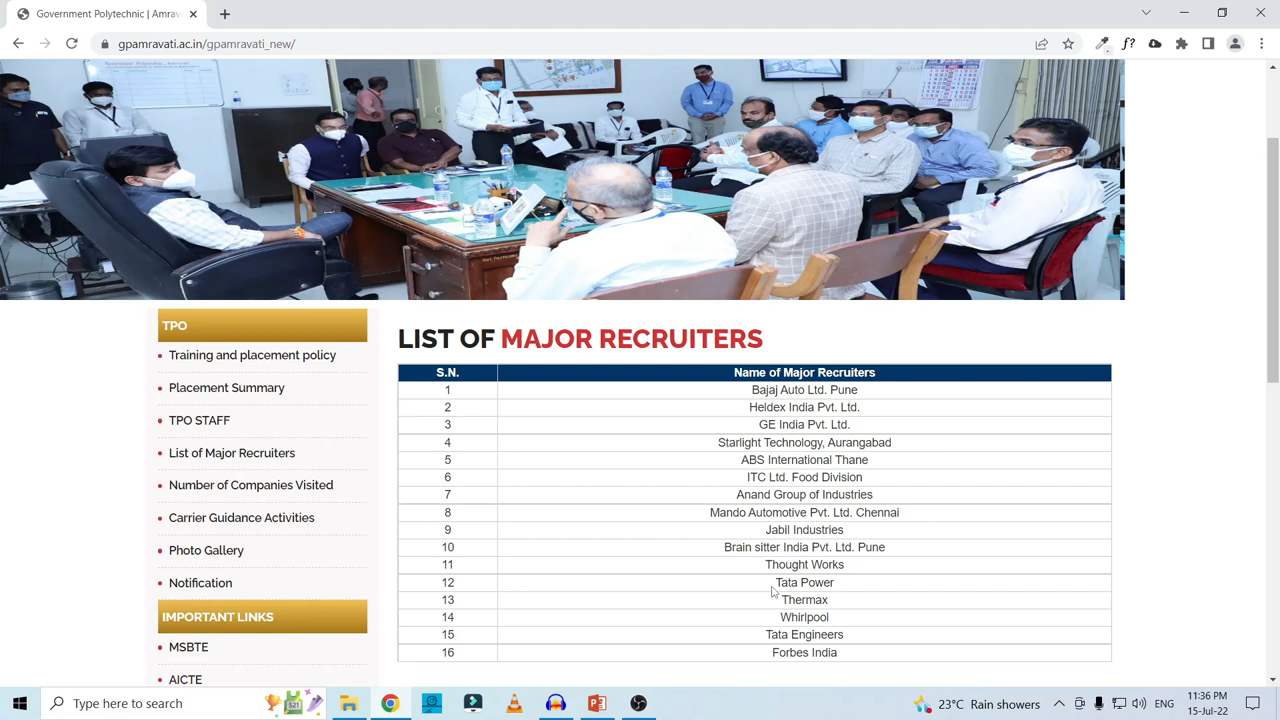 Government Polytechnic | Amrav
gpamravati.ac.in/gpamravati_new/
TPO
Training and placement policy
Placement Summary
TPO STAFF
List of Major Recruiters
Number of Companies Visited
Carrier Guidance Activities
Photo Gallery
Notification
IMPORTANT LINKS
MSBTE
AICTE
LIST OF MAJOR RECRUITERS
S.N. Name of Major Recruiters
1 Bajaj Auto Ltd. Pune
2 Heldex India Pvt. Ltd.
3 GE India Pvt. Ltd.
4 Starlight Technology, Aurangabad
5 ABS International Thane
6 ITC Ltd. Food Division
7 Anand Group of Industries
8 Mando Automotive Pvt. Ltd. Chennai
9 Jabil Industries
10 Brain sitter India Pvt. Ltd. Pune
11 Thought Works
12 Tata Power
13 Thermax
14 Whirlpool
15 Tata Engineers
16 Forbes India
Type here to search
23°C Rain showers
ENG
11:36 PM
15-Jul-22